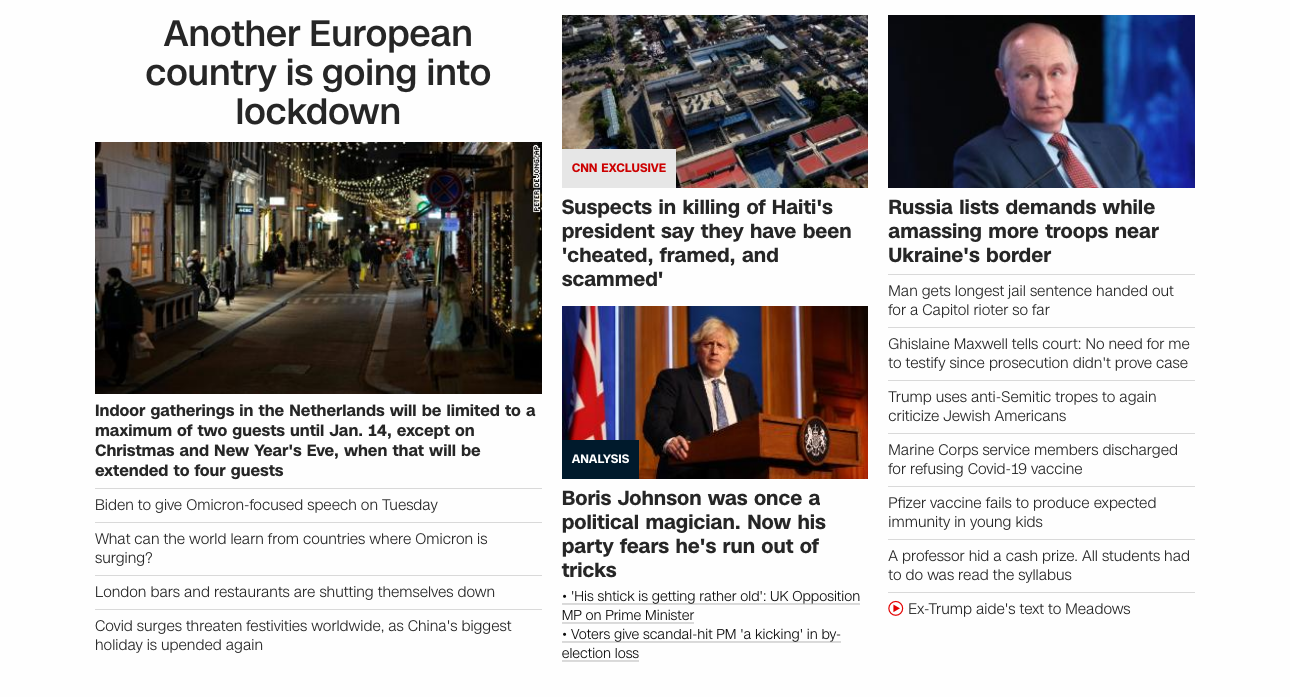 Another European
country is going into
lockdown
PETER DEJONG/AP
Indoor gatherings in the Netherlands will be limited to a
maximum of two guests until Jan. 14, except on
Christmas and New Year's Eve, when that will be
extended to four guests
Biden to give Omicron-focused speech on Tuesday
What can the world learn from countries where Omicron is
surging?
London bars and restaurants are shutting themselves down
Covid surges threaten festivities worldwide, as China's biggest
holiday is upended again
CNN EXCLUSIVE
Suspects in killing of Haiti's
president say they have been
'cheated, framed, and
scammed'
ANALYSIS
Boris Johnson was once a
political magician. Now his
party fears he's run out of
tricks
• 'His shtick is getting rather old': UK Opposition
MP on Prime Minister
• Voters give scandal-hit PM 'a kicking' in by-
election loss
Russia lists demands while
amassing more troops near
Ukraine's border
Man gets longest jail sentence handed out
for a Capitol rioter so far
Ghislaine Maxwell tells court: No need for me
to testify since prosecution didn't prove case
Trump uses anti-Semitic tropes to again
criticize Jewish Americans
Marine Corps service members discharged
for refusing Covid-19 vaccine
Pfizer vaccine fails to produce expected
immunity in young kids
A professor hid a cash prize. All students had
to do was read the syllabus
Ex-Trump aide's text to Meadows